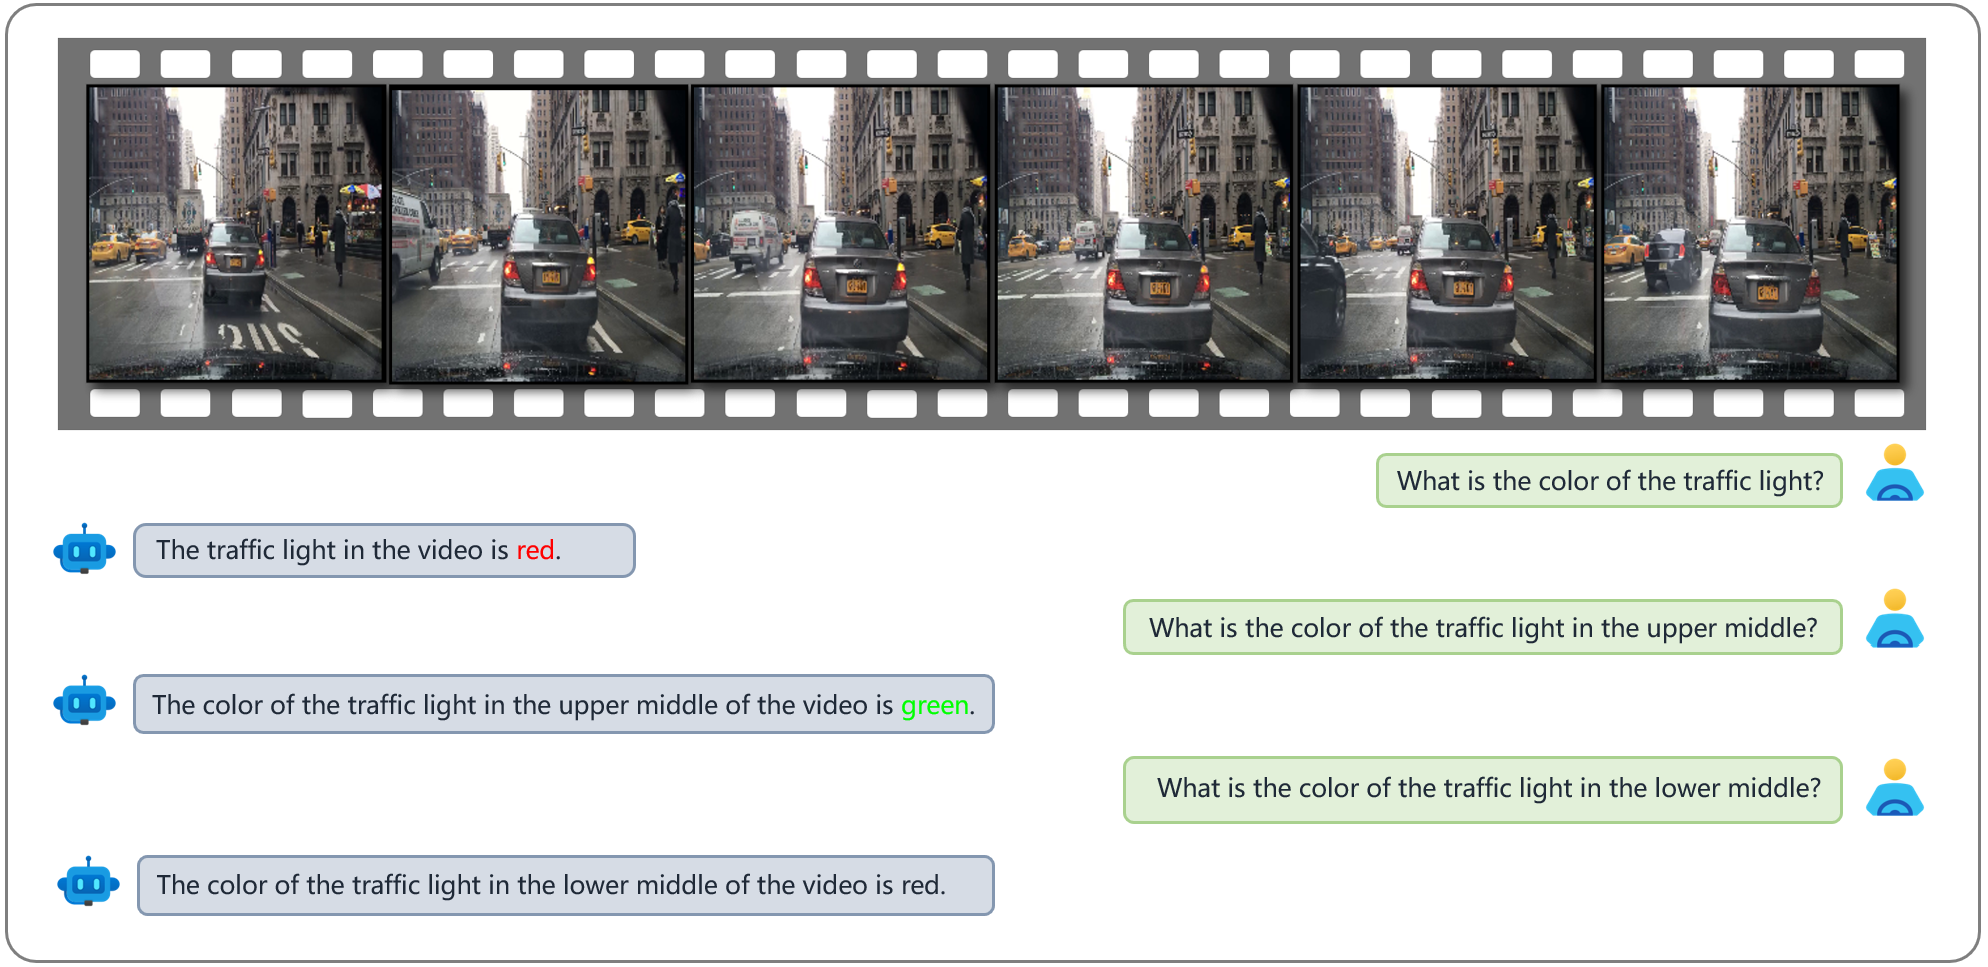 What is the color of the traffic light?
The traffic light in the video is red.
What is the color of the traffic light in the upper middle?
The color of the traffic light in the upper middle of the video is green.
What is the color of the traffic light in the lower middle?
The color of the traffic light in the lower middle of the video is red.